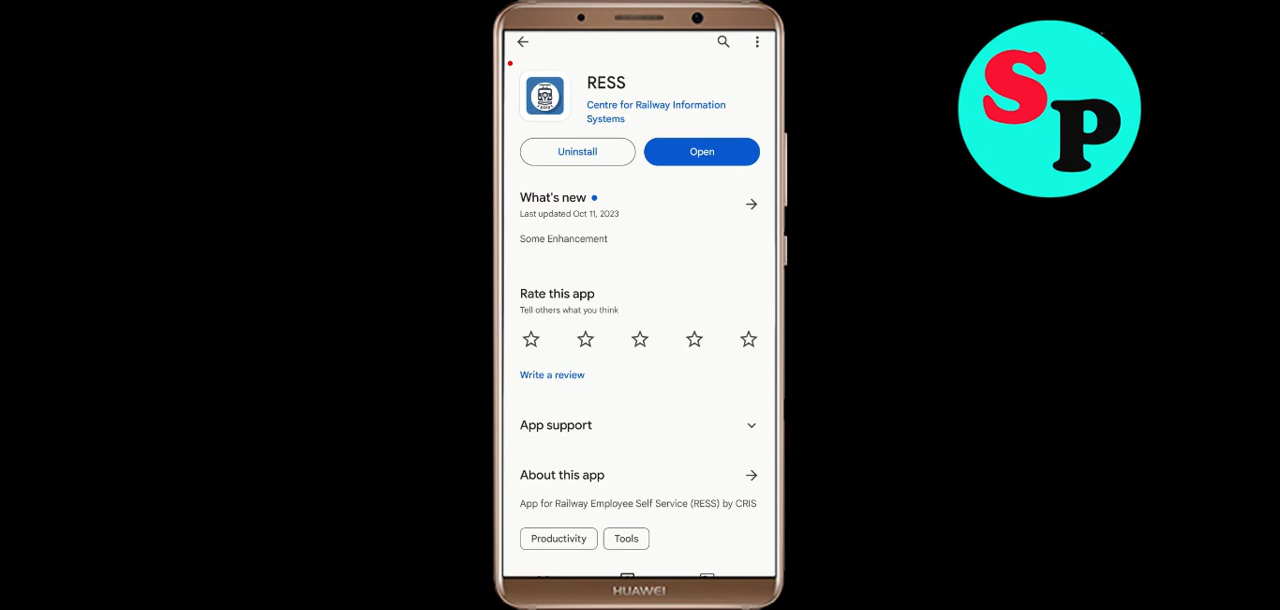 RESS
Centre for Railway Information
Systems
Uninstall
Open
What's new
Last updated Oct 11, 2023
Some Enhancement
Rate this app
Tell others what you think
Write a review
App support
About this app
App for Railway Employee Self Service (RESS) by CRIS
Productivity
Tools
HUAWEI
SP